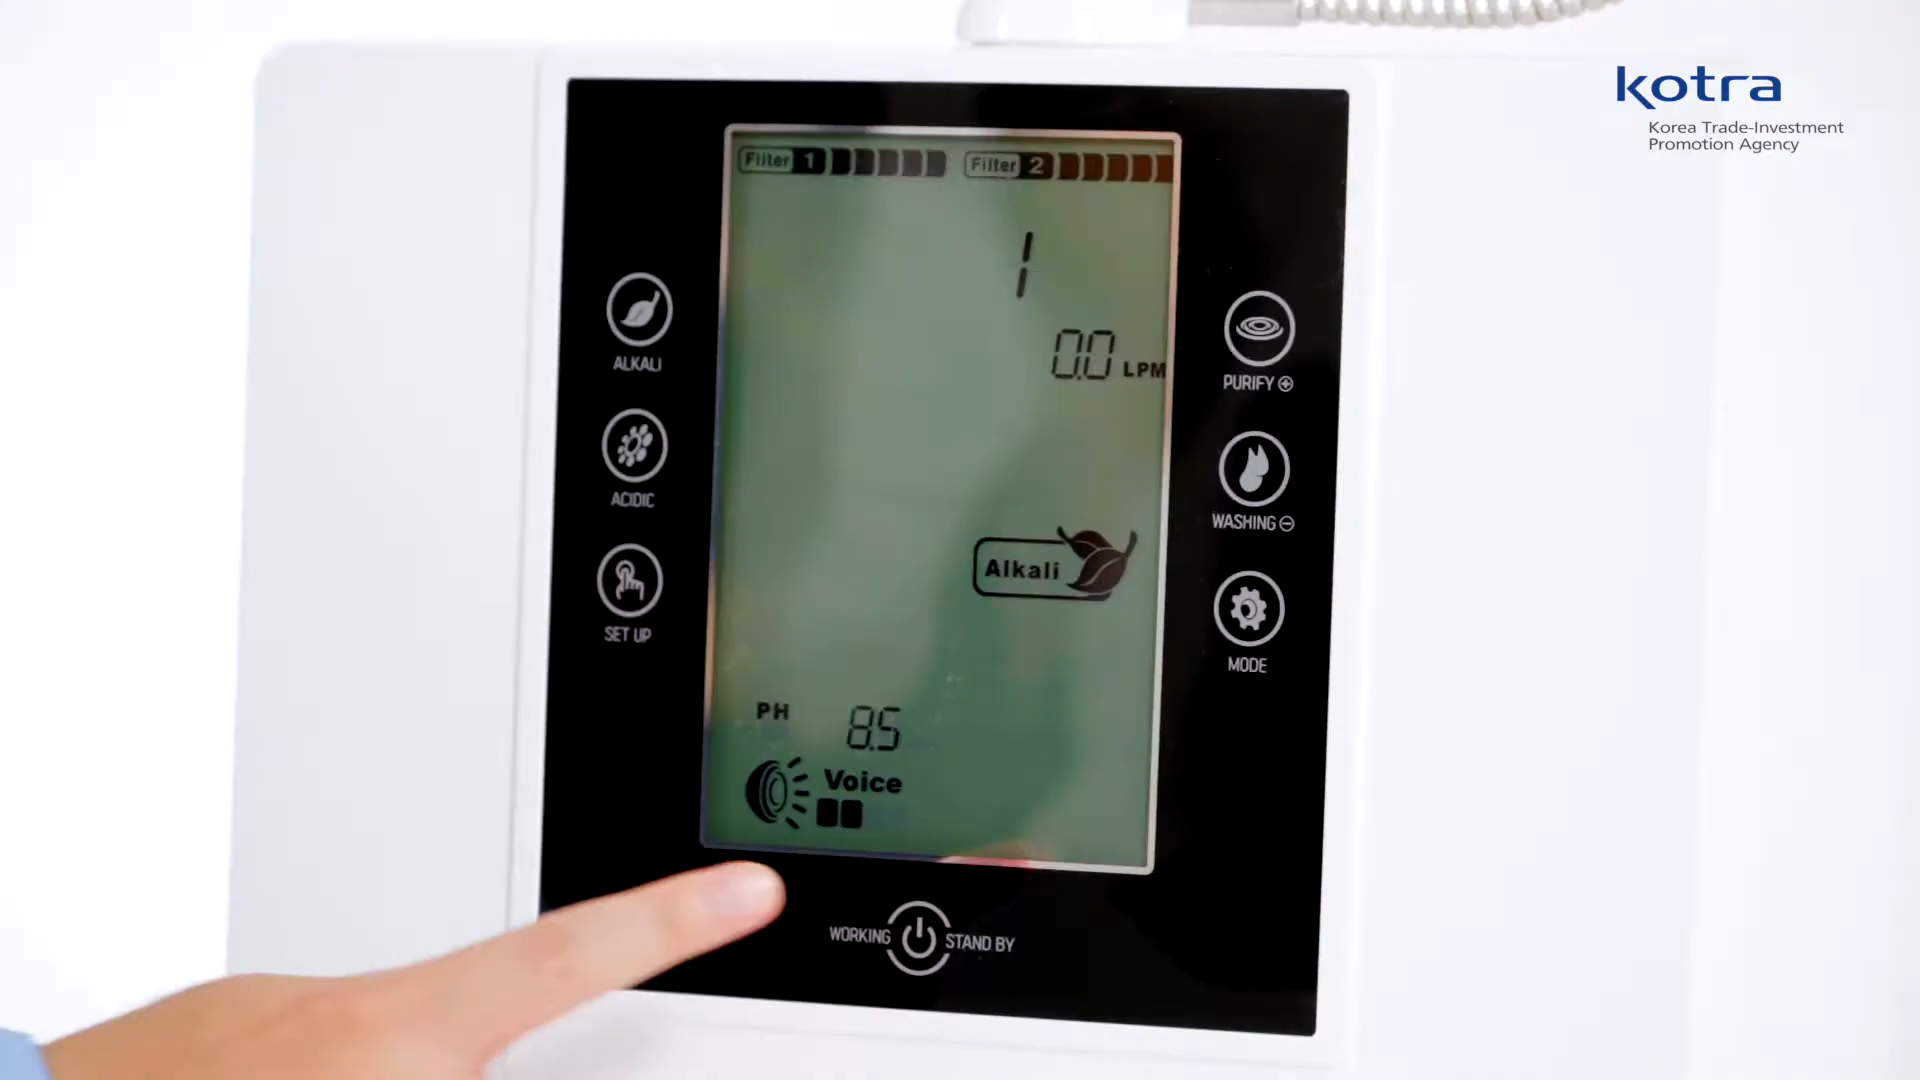 kotra
Korea Trade-Investment
Promotion Agency
Filter 1
Filter 2
1
0.0 LPM
ALKALI
ACIDIC
SET UP
PURIFY
WASHING
MODE
Alkali
PH 8.5
Voice
WORKING STAND BY